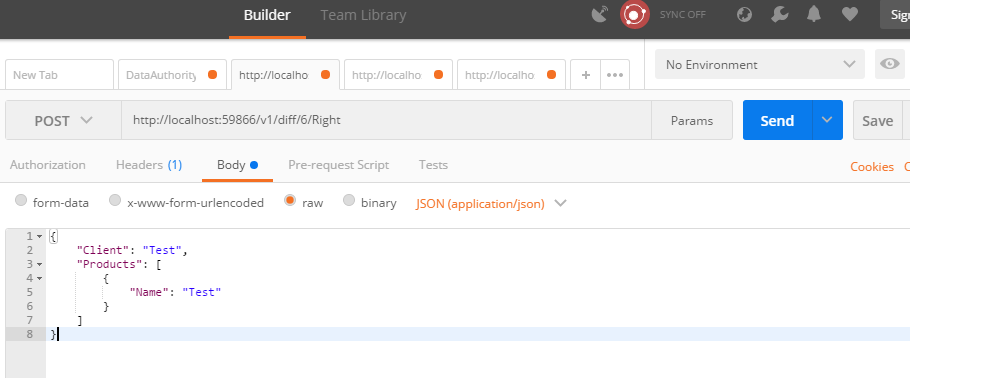 Builder Team Library SYNC OFF
New Tab DataAuthority http://localho http://localho http://localho + ••• No Environment
POST http://localhost:59866/v1/diff/6/Right Params Send Save
Authorization Headers (1) Body Pre-request Script Tests Cookies
form-data x-www-form-urlencoded raw binary JSON (application/json)
1 {
2 "Client": "Test",
3 "Products": [
4 {
5 "Name": "Test"
6 }
7 ]
8 }